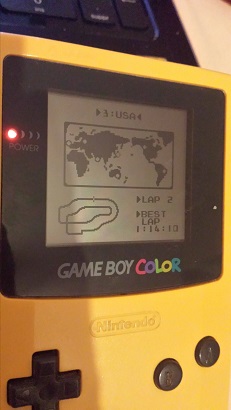 ▶3:USA◀
POWER
▶LAP 2
▶BEST
LAP
1:14:10
GAME BOY COLOR
Nintendo